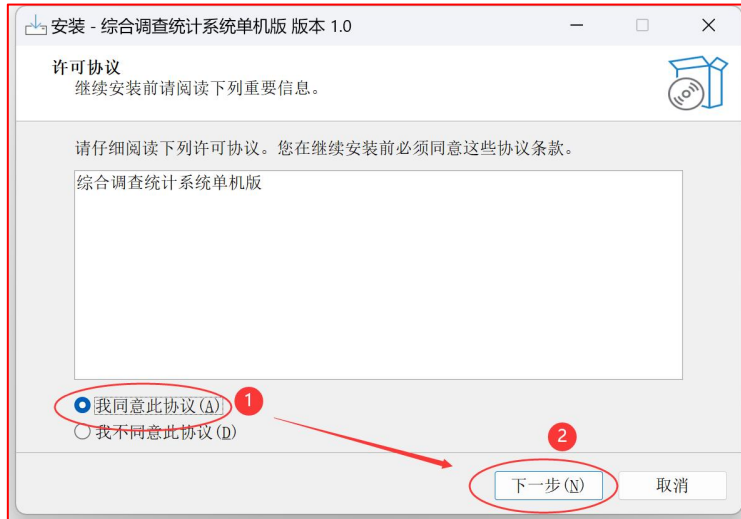 安装 - 综合调查统计系统单机版 版本 1.0
许可协议
继续安装前请阅读下列重要信息。
请仔细阅读下列许可协议。您在继续安装前必须同意这些协议条款。
综合调查统计系统单机版
我同意此协议(A)
1
我不同意此协议(D)
2
下一步(N)
取消